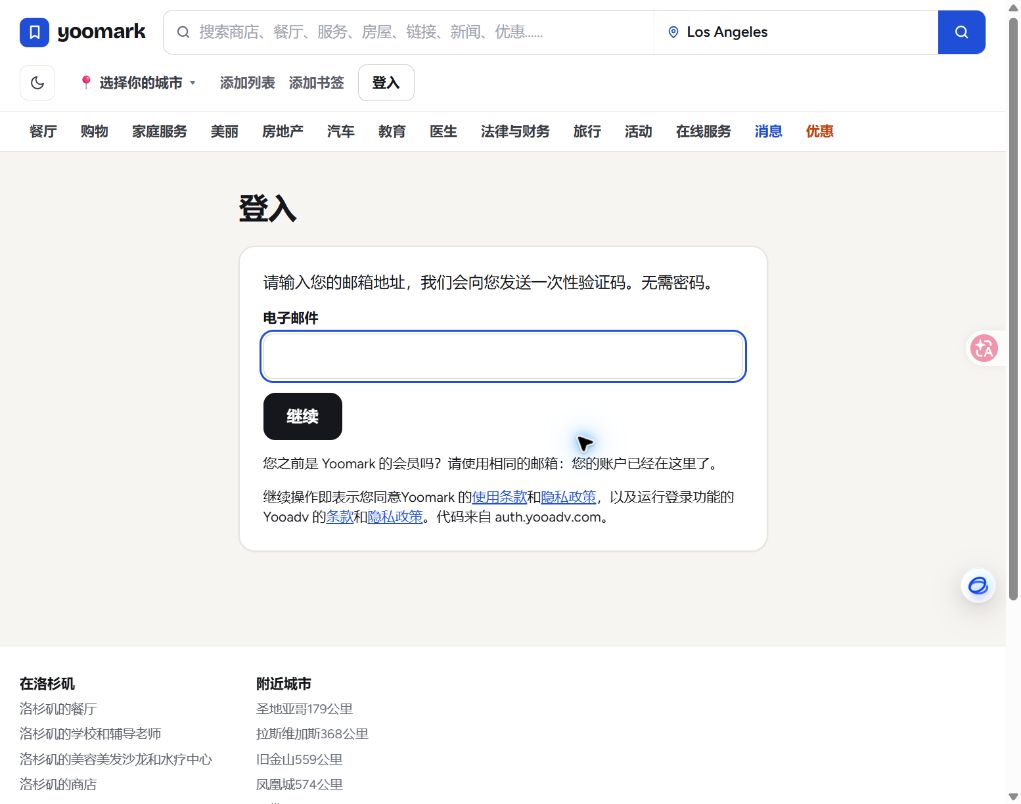 yoomark
搜索商店、餐厅、服务、房屋、链接、新闻、优惠......
Los Angeles
选择你的城市
添加列表
添加书签
登入
餐厅 购物 家庭服务 美丽 房地产 汽车 教育 医生 法律与财务 旅行 活动 在线服务 消息 优惠
登入
请输入您的邮箱地址，我们会向您发送一次性验证码。无需密码。
电子邮件
继续
您之前是 Yoomark 的会员吗？请使用相同的邮箱：您的账户已经在这里了。
继续操作即表示您同意Yoomark 的使用条款和隐私政策，以及运行登录功能的
Yooadv 的条款和隐私政策。代码来自 auth.yooadv.com。
在洛杉矶
洛杉矶的餐厅
洛杉矶的学校和辅导老师
洛杉矶的美容美发沙龙和水疗中心
洛杉矶的商店
附近城市
圣地亚哥179公里
拉斯维加斯368公里
旧金山559公里
凤凰城574公里